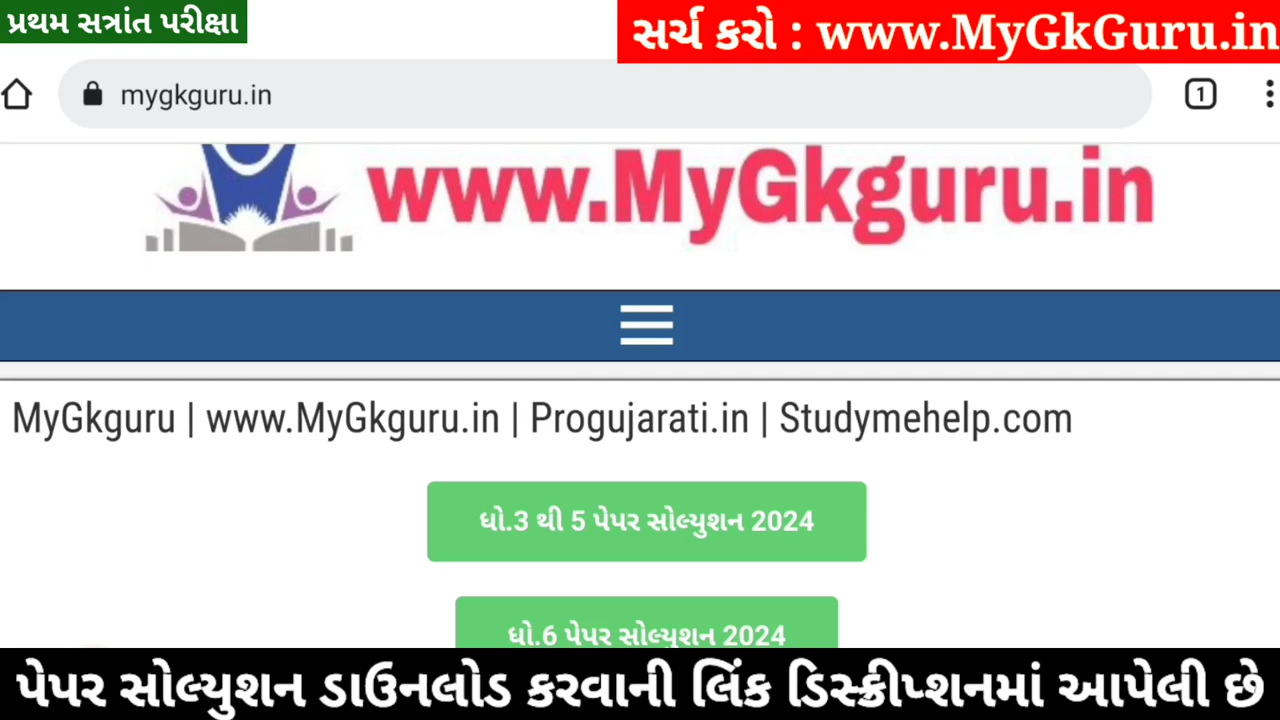 પ્રથમ સત્રાંત પરીક્ષા
સર્ચ કરો : www.MyGkGuru.in
mygkguru.in
1
www.MyGkguru.in
MyGkguru | www.MyGkguru.in | Progujarati.in | Studymehelp.com
ધો.3 થી 5 પેપર સોલ્યુશન 2024
ધો.6 પેપર સોલ્યુશન 2024
પેપર સોલ્યુશન ડાઉનલોડ કરવાની લિંક ડિસ્ક્રીપ્શનમાં આપેલી છે